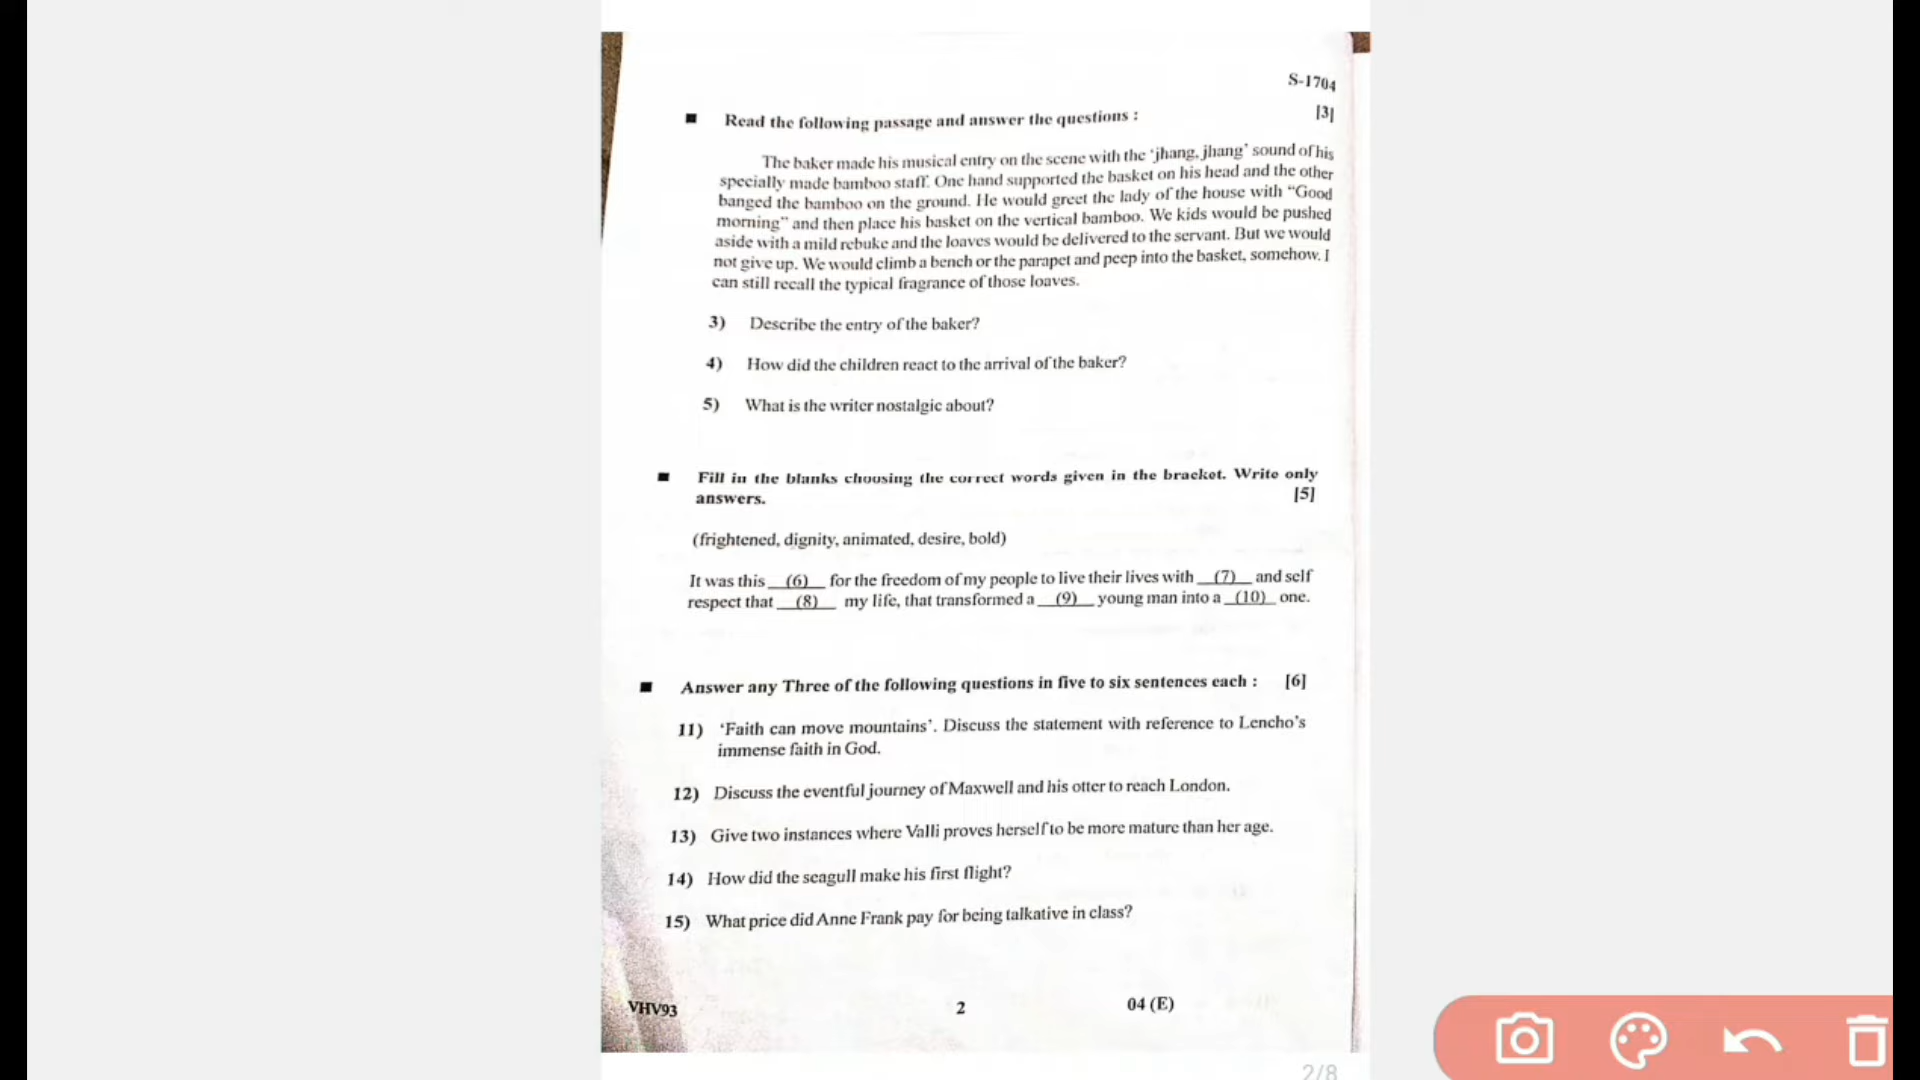 S-1704
■ Read the following passage and answer the questions : [3]
The baker made his musical entry on the scene with the ‘jhang, jhang’ sound of his
specially made bamboo staff. One hand supported the basket on his head and the other
banged the bamboo on the ground. He would greet the lady of the house with “Good
morning” and then place his basket on the vertical bamboo. We kids would be pushed
aside with a mild rebuke and the loaves would be delivered to the servant. But we would
not give up. We would climb a bench or the parapet and peep into the basket, somehow. I
can still recall the typical fragrance of those loaves.
3) Describe the entry of the baker?
4) How did the children react to the arrival of the baker?
5) What is the writer nostalgic about?
■ Fill in the blanks choosing the correct words given in the bracket. Write only
answers. [5]
(frightened, dignity, animated, desire, bold)
It was this __(6)__ for the freedom of my people to live their lives with __(7)__ and self
respect that __(8)__ my life, that transformed a __(9)__ young man into a _(10)_ one.
■ Answer any Three of the following questions in five to six sentences each : [6]
11) ‘Faith can move mountains’. Discuss the statement with reference to Lencho’s
immense faith in God.
12) Discuss the eventful journey of Maxwell and his otter to reach London.
13) Give two instances where Valli proves herself to be more mature than her age.
14) How did the seagull make his first flight?
15) What price did Anne Frank pay for being talkative in class?
VHV93 2 04 (E)
2/8